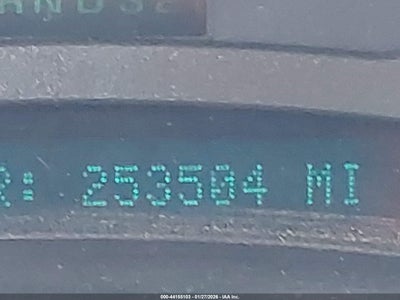 R: 253504 MI
000-44155103 - 01/27/2026 - IAA Inc.